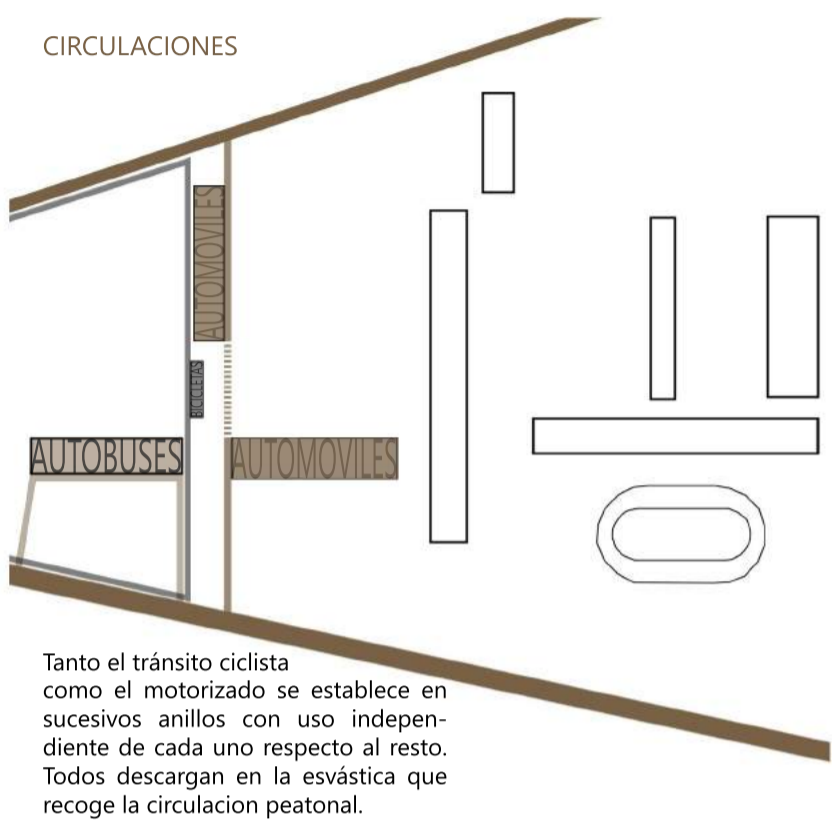 CIRCULACIONES
AUTOMOVILES
BICICLETAS
AUTOBUSES
AUTOMOVILES
Tanto el tránsito ciclista
como el motorizado se establece en
sucesivos anillos con uso indepen-
diente de cada uno respecto al resto.
Todos descargan en la esvástica que
recoge la circulacion peatonal.